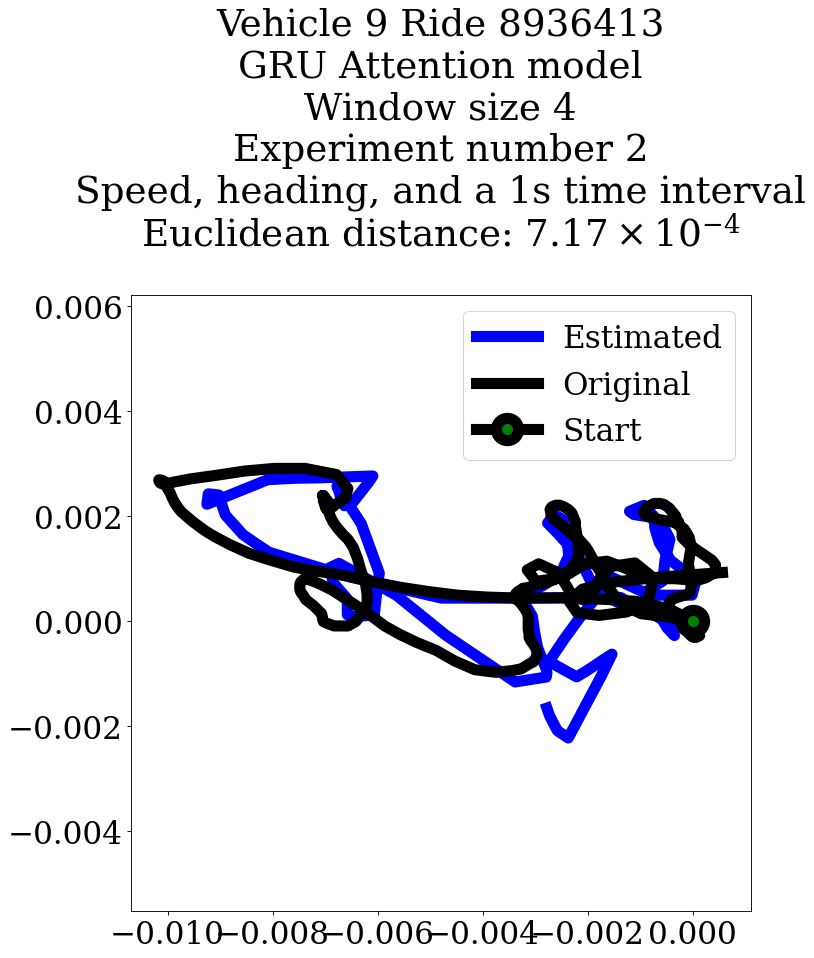 Vehicle 9 Ride 8936413
GRU Attention model
Window size 4
Experiment number 2
Speed, heading, and a 1s time interval
Euclidean distance: 7.17 × 10⁻⁴
0.006
0.004
0.002
0.000
−0.002
−0.004
Estimated
Original
Start
−0.010 −0.008 −0.006 −0.004 −0.002 0.000